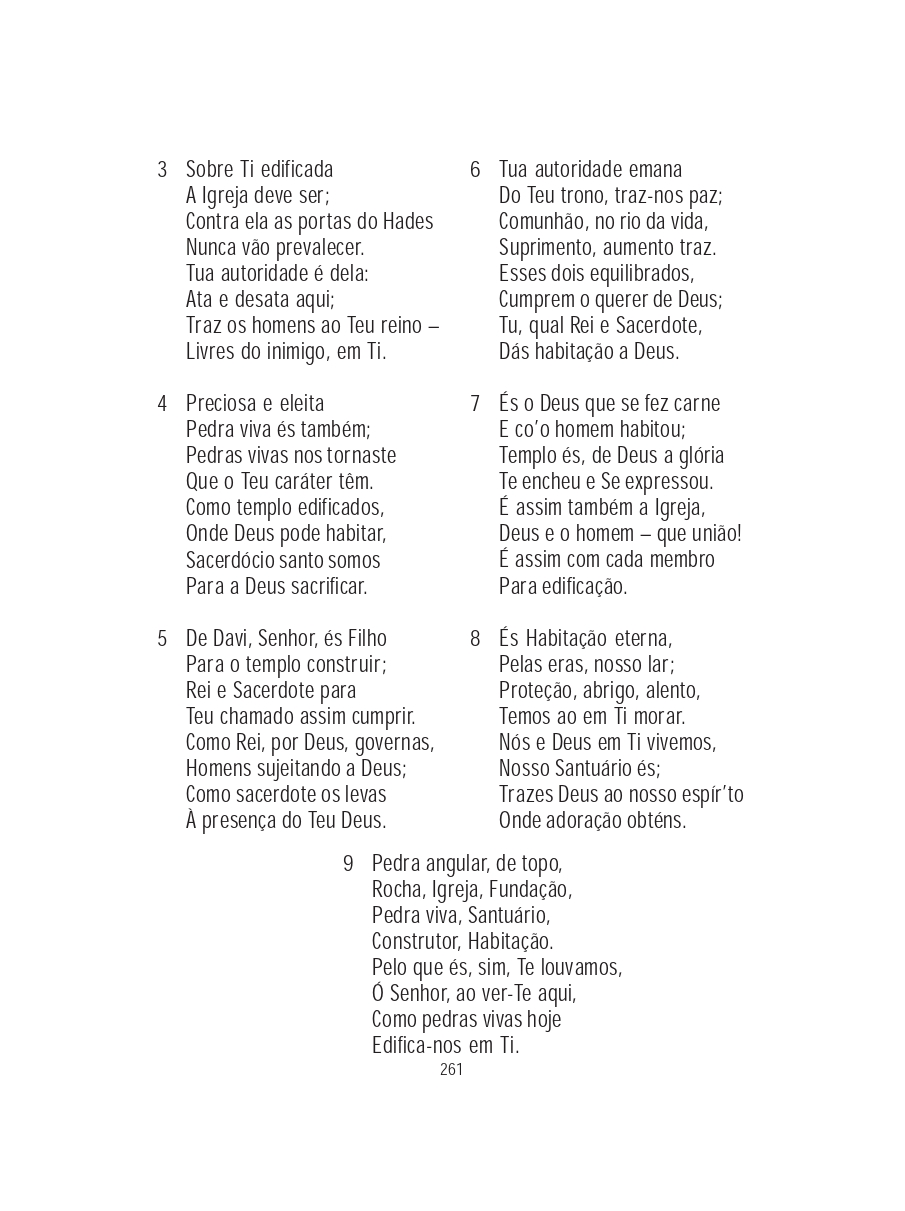 3 Sobre Ti edificada
A Igreja deve ser;
Contra ela as portas do Hades
Nunca vão prevalecer.
Tua autoridade é dela:
Ata e desata aqui;
Traz os homens ao Teu reino –
Livres do inimigo, em Ti.
4 Preciosa e eleita
Pedra viva és também;
Pedras vivas nos tornaste
Que o Teu caráter têm.
Como templo edificados,
Onde Deus pode habitar,
Sacerdócio santo somos
Para a Deus sacrificar.
5 De Davi, Senhor, és Filho
Para o templo construir;
Rei e Sacerdote para
Teu chamado assim cumprir.
Como Rei, por Deus, governas,
Homens sujeitando a Deus;
Como sacerdote os levas
À presença do Teu Deus.
6 Tua autoridade emana
Do Teu trono, traz-nos paz;
Comunhão, no rio da vida,
Suprimento, aumento traz.
Esses dois equilibrados,
Cumprem o querer de Deus;
Tu, qual Rei e Sacerdote,
Dás habitação a Deus.
7 És o Deus que se fez carne
E co’o homem habitou;
Templo és, de Deus a glória
Te encheu e Se expressou.
É assim também a Igreja,
Deus e o homem – que união!
É assim com cada membro
Para edificação.
8 És Habitação eterna,
Pelas eras, nosso lar;
Proteção, abrigo, alento,
Temos ao em Ti morar.
Nós e Deus em Ti vivemos,
Nosso Santuário és;
Trazes Deus ao nosso espír’to
Onde adoração obténs.
9 Pedra angular, de topo,
Rocha, Igreja, Fundação,
Pedra viva, Santuário,
Construtor, Habitação.
Pelo que és, sim, Te louvamos,
Ó Senhor, ao ver-Te aqui,
Como pedras vivas hoje
Edifica-nos em Ti.
261